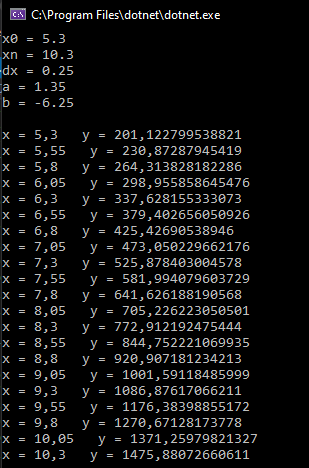 C:\Program Files\dotnet\dotnet.exe
x0 = 5.3
xn = 10.3
dx = 0.25
a = 1.35
b = -6.25
x = 5,3   y = 201,122799538821
x = 5,55   y = 230,87287945419
x = 5,8   y = 264,313828182286
x = 6,05   y = 298,955858645476
x = 6,3   y = 337,628155333073
x = 6,55   y = 379,402656050926
x = 6,8   y = 425,42690538946
x = 7,05   y = 473,050229662176
x = 7,3   y = 525,878403004578
x = 7,55   y = 581,994079603729
x = 7,8   y = 641,626188190568
x = 8,05   y = 705,226223050501
x = 8,3   y = 772,912192475444
x = 8,55   y = 844,752221069935
x = 8,8   y = 920,907181234213
x = 9,05   y = 1001,59118485999
x = 9,3   y = 1086,87617066211
x = 9,55   y = 1176,38398855172
x = 9,8   y = 1270,67128173778
x = 10,05   y = 1371,25979821327
x = 10,3   y = 1475,88072660611